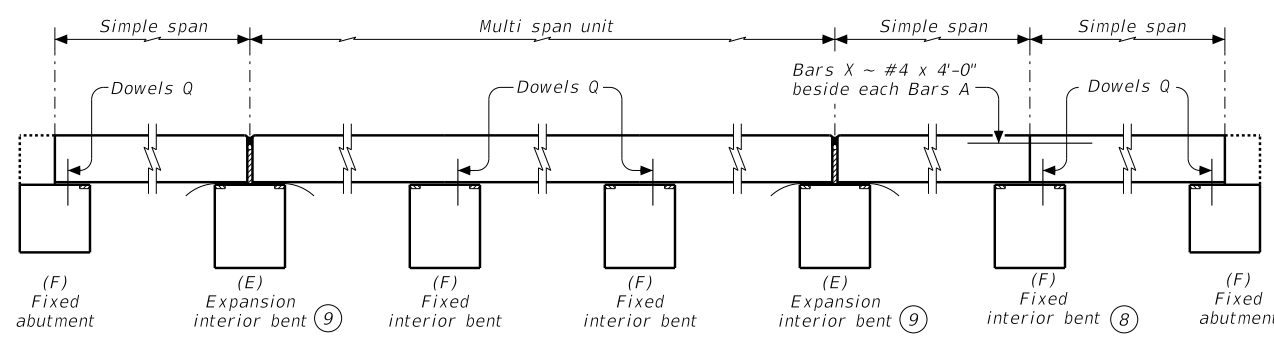 Simple span
Multi span unit
Simple span
Simple span
Bars X ~ #4 x 4'-0"
beside each Bars A
Dowels Q
Dowels Q
Dowels Q
(F)
Fixed
abutment
(E)
Expansion
interior bent 9
(F)
Fixed
interior bent
(F)
Fixed
interior bent
(E)
Expansion
interior bent 9
(F)
Fixed
interior bent 8
(F)
Fixed
abutment